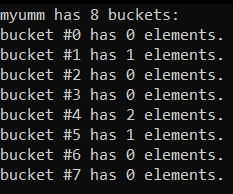 myumm has 8 buckets:
bucket #0 has 0 elements.
bucket #1 has 1 elements.
bucket #2 has 0 elements.
bucket #3 has 0 elements.
bucket #4 has 2 elements.
bucket #5 has 1 elements.
bucket #6 has 0 elements.
bucket #7 has 0 elements.